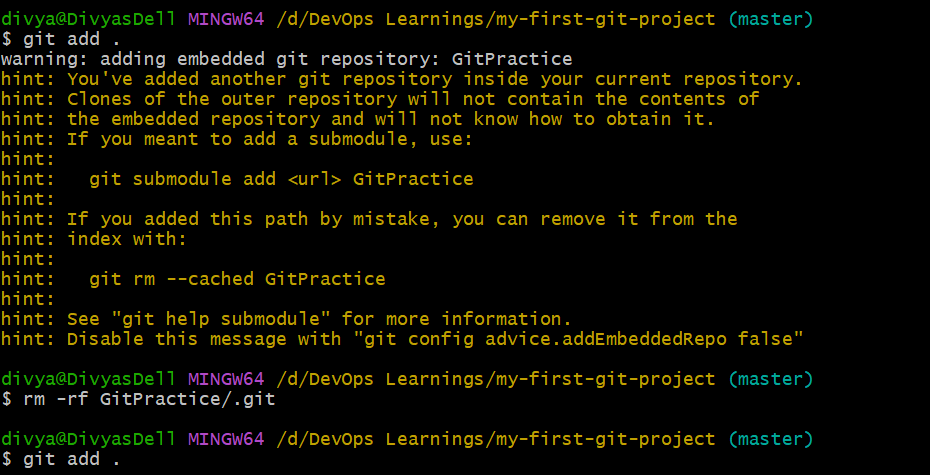 divya@DivyasDell MINGW64 /d/DevOps Learnings/my-first-git-project (master)
$ git add .
warning: adding embedded git repository: GitPractice
hint: You've added another git repository inside your current repository.
hint: Clones of the outer repository will not contain the contents of
hint: the embedded repository and will not know how to obtain it.
hint: If you meant to add a submodule, use:
hint:
hint:   git submodule add <url> GitPractice
hint:
hint: If you added this path by mistake, you can remove it from the
hint: index with:
hint:
hint:   git rm --cached GitPractice
hint:
hint: See "git help submodule" for more information.
hint: Disable this message with "git config advice.addEmbeddedRepo false"
divya@DivyasDell MINGW64 /d/DevOps Learnings/my-first-git-project (master)
$ rm -rf GitPractice/.git
divya@DivyasDell MINGW64 /d/DevOps Learnings/my-first-git-project (master)
$ git add .